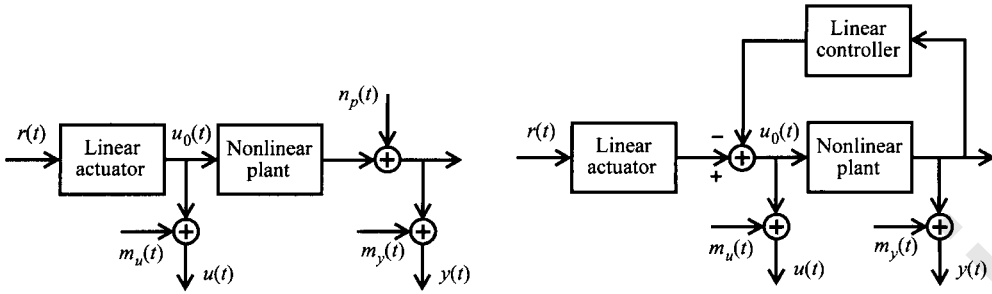 n_p(t)
r(t)
Linear
actuator
u_0(t)
Nonlinear
plant
+
m_u(t)
+
m_y(t)
+
u(t)
y(t)
Linear
controller
r(t)
Linear
actuator
−
+
+
u_0(t)
Nonlinear
plant
m_u(t)
+
m_y(t)
+
u(t)
y(t)